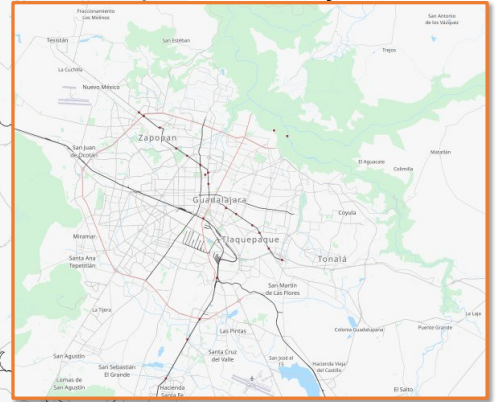 Fraccionamiento
Los Molinos
San Antonio
de los Vázquez
Texistán
San Esteban
Trejos
La Cuchilla
Nuevo México
Zapopan
San Juan
de Ocotán
Matatlán
El Aguacate
Colimilla
Guadalajara
Coyula
Miramar
Tlaquepaque
Santa Ana
Tepetitlán
Tonalá
San Martín
de Las Flores
La Tijera
La Laja
Las Pintas
Colonia Guadalupana
Puente Grande
San Agustín
Santa Cruz
del Valle
San José el
15
Hacienda Vieja
del Castillo
San Sebastián
El Grande
Lomas de
San Agustín
Hacienda
Santa Fe
El Salto